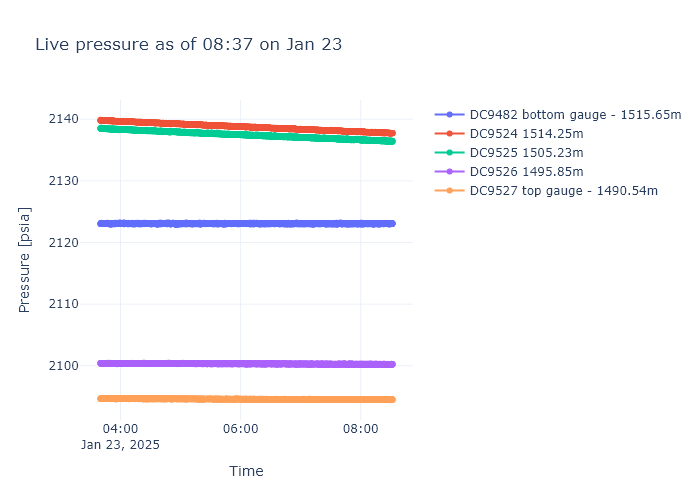 Live pressure as of 08:37 on Jan 23
DC9482 bottom gauge - 1515.65m
DC9524 1514.25m
DC9525 1505.23m
DC9526 1495.85m
DC9527 top gauge - 1490.54m
Pressure [psia]
2140
2130
2120
2110
2100
04:00
06:00
08:00
Jan 23, 2025
Time